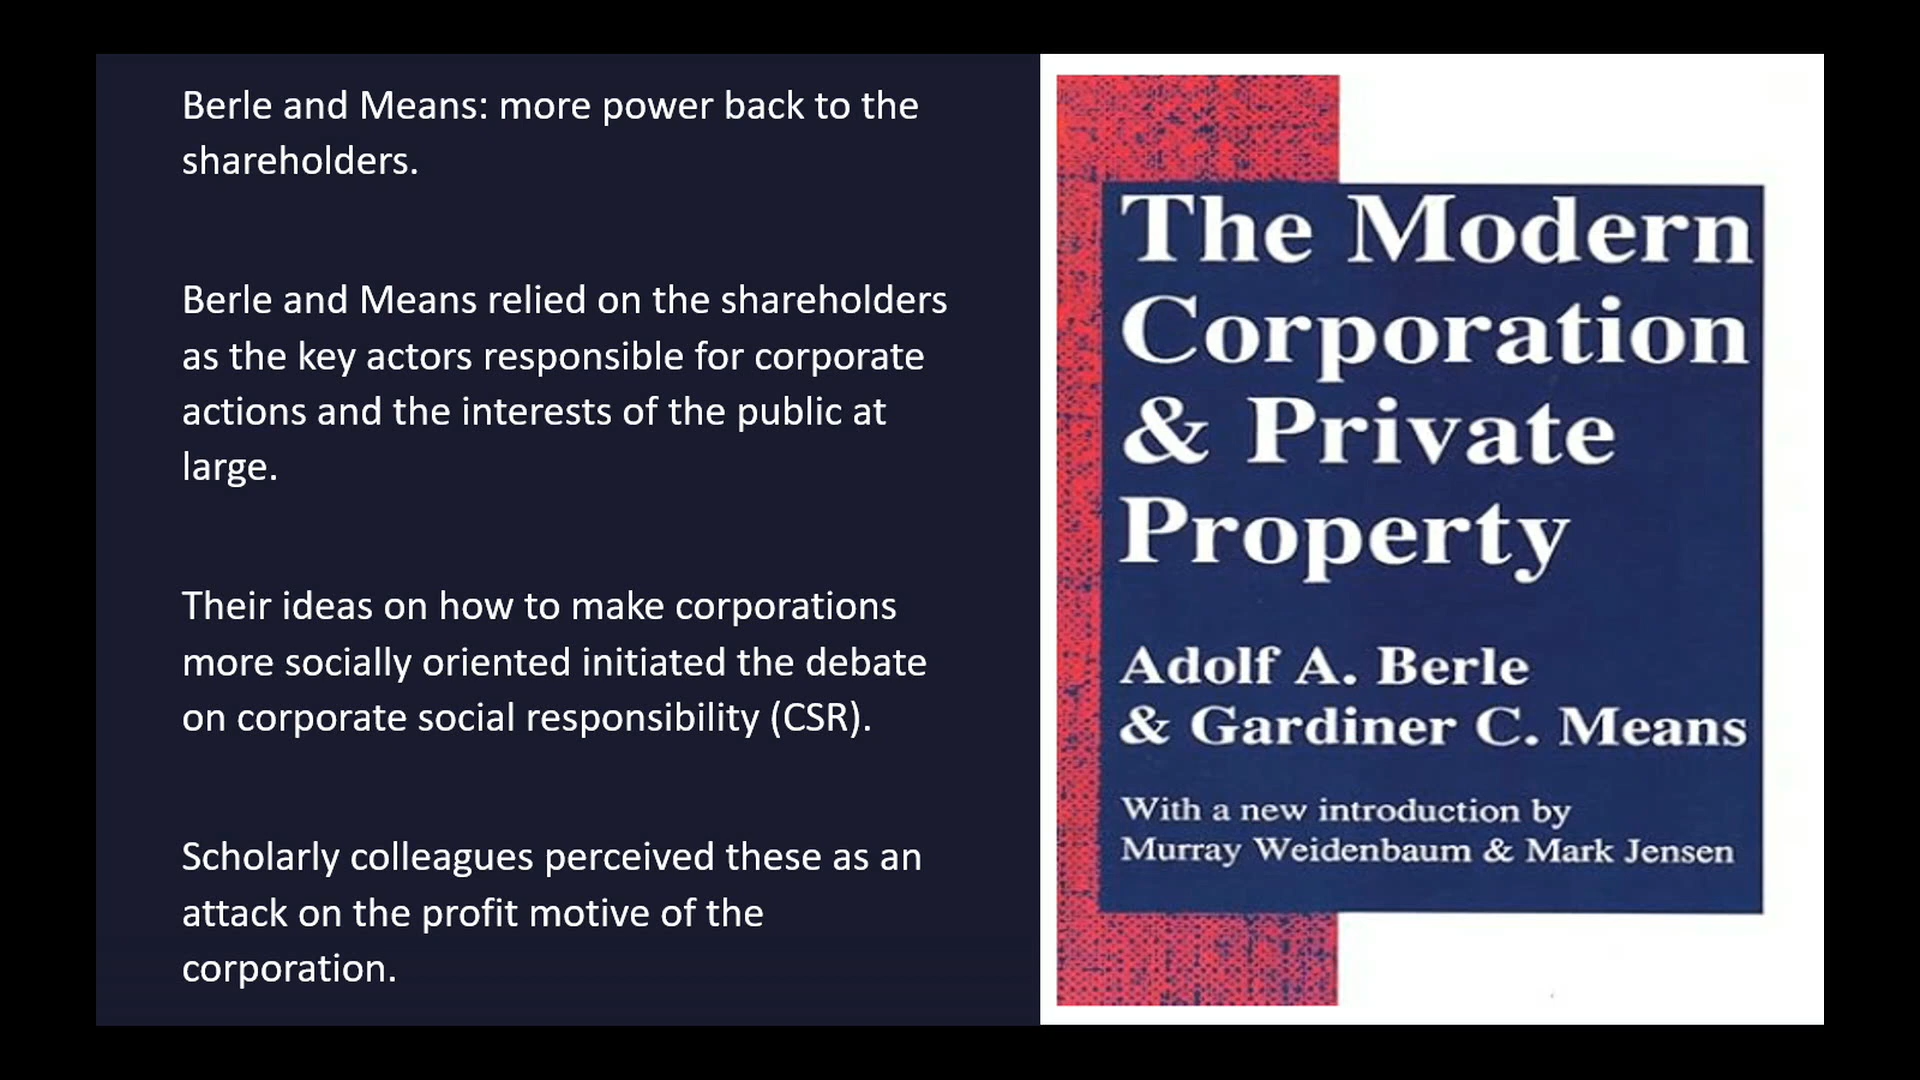 Berle and Means: more power back to the
shareholders.
Berle and Means relied on the shareholders
as the key actors responsible for corporate
actions and the interests of the public at
large.
Their ideas on how to make corporations
more socially oriented initiated the debate
on corporate social responsibility (CSR).
Scholarly colleagues perceived these as an
attack on the profit motive of the
corporation.
The Modern
Corporation
& Private
Property
Adolf A. Berle
& Gardiner C. Means
With a new introduction by
Murray Weidenbaum & Mark Jensen